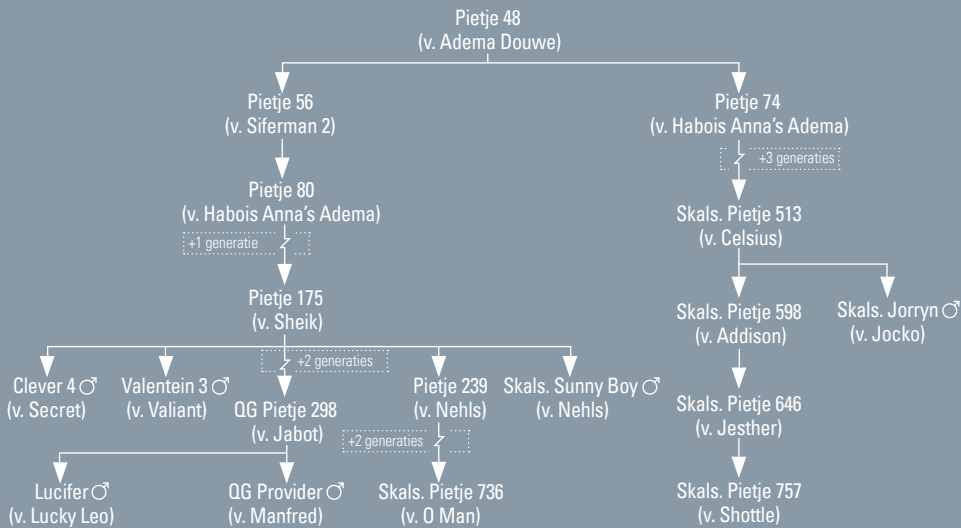 Pietje 48
(v. Adema Douwe)
Pietje 56
(v. Siferman 2)
Pietje 74
(v. Habois Anna's Adema)
+3 generaties
Pietje 80
(v. Habois Anna's Adema)
+1 generatie
Skals. Pietje 513
(v. Celsius)
Pietje 175
(v. Sheik)
Skals. Pietje 598
(v. Addison)
Skals. Jorryn ♂
(v. Jocko)
+2 generaties
Clever 4 ♂
(v. Secret)
Valentein 3 ♂
(v. Valiant)
QG Pietje 298
(v. Jabot)
Pietje 239
(v. Nehls)
Skals. Sunny Boy ♂
(v. Nehls)
Skals. Pietje 646
(v. Jesther)
+2 generaties
Lucifer ♂
(v. Lucky Leo)
QG Provider ♂
(v. Manfred)
Skals. Pietje 736
(v. O Man)
Skals. Pietje 757
(v. Shottle)